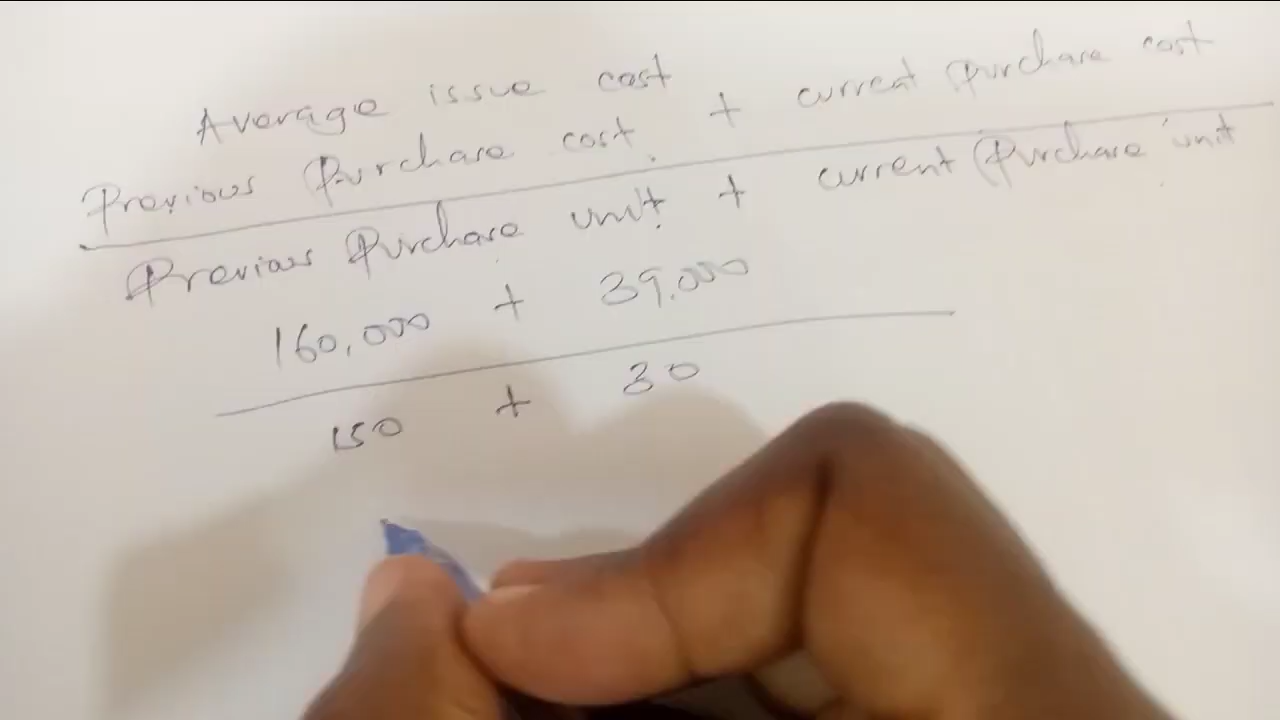 Average issue cost
Previous Purchase cost + current Purchase cost
Previous Purchase unit + current Purchase unit
160,000 + 39.000
150 + 30